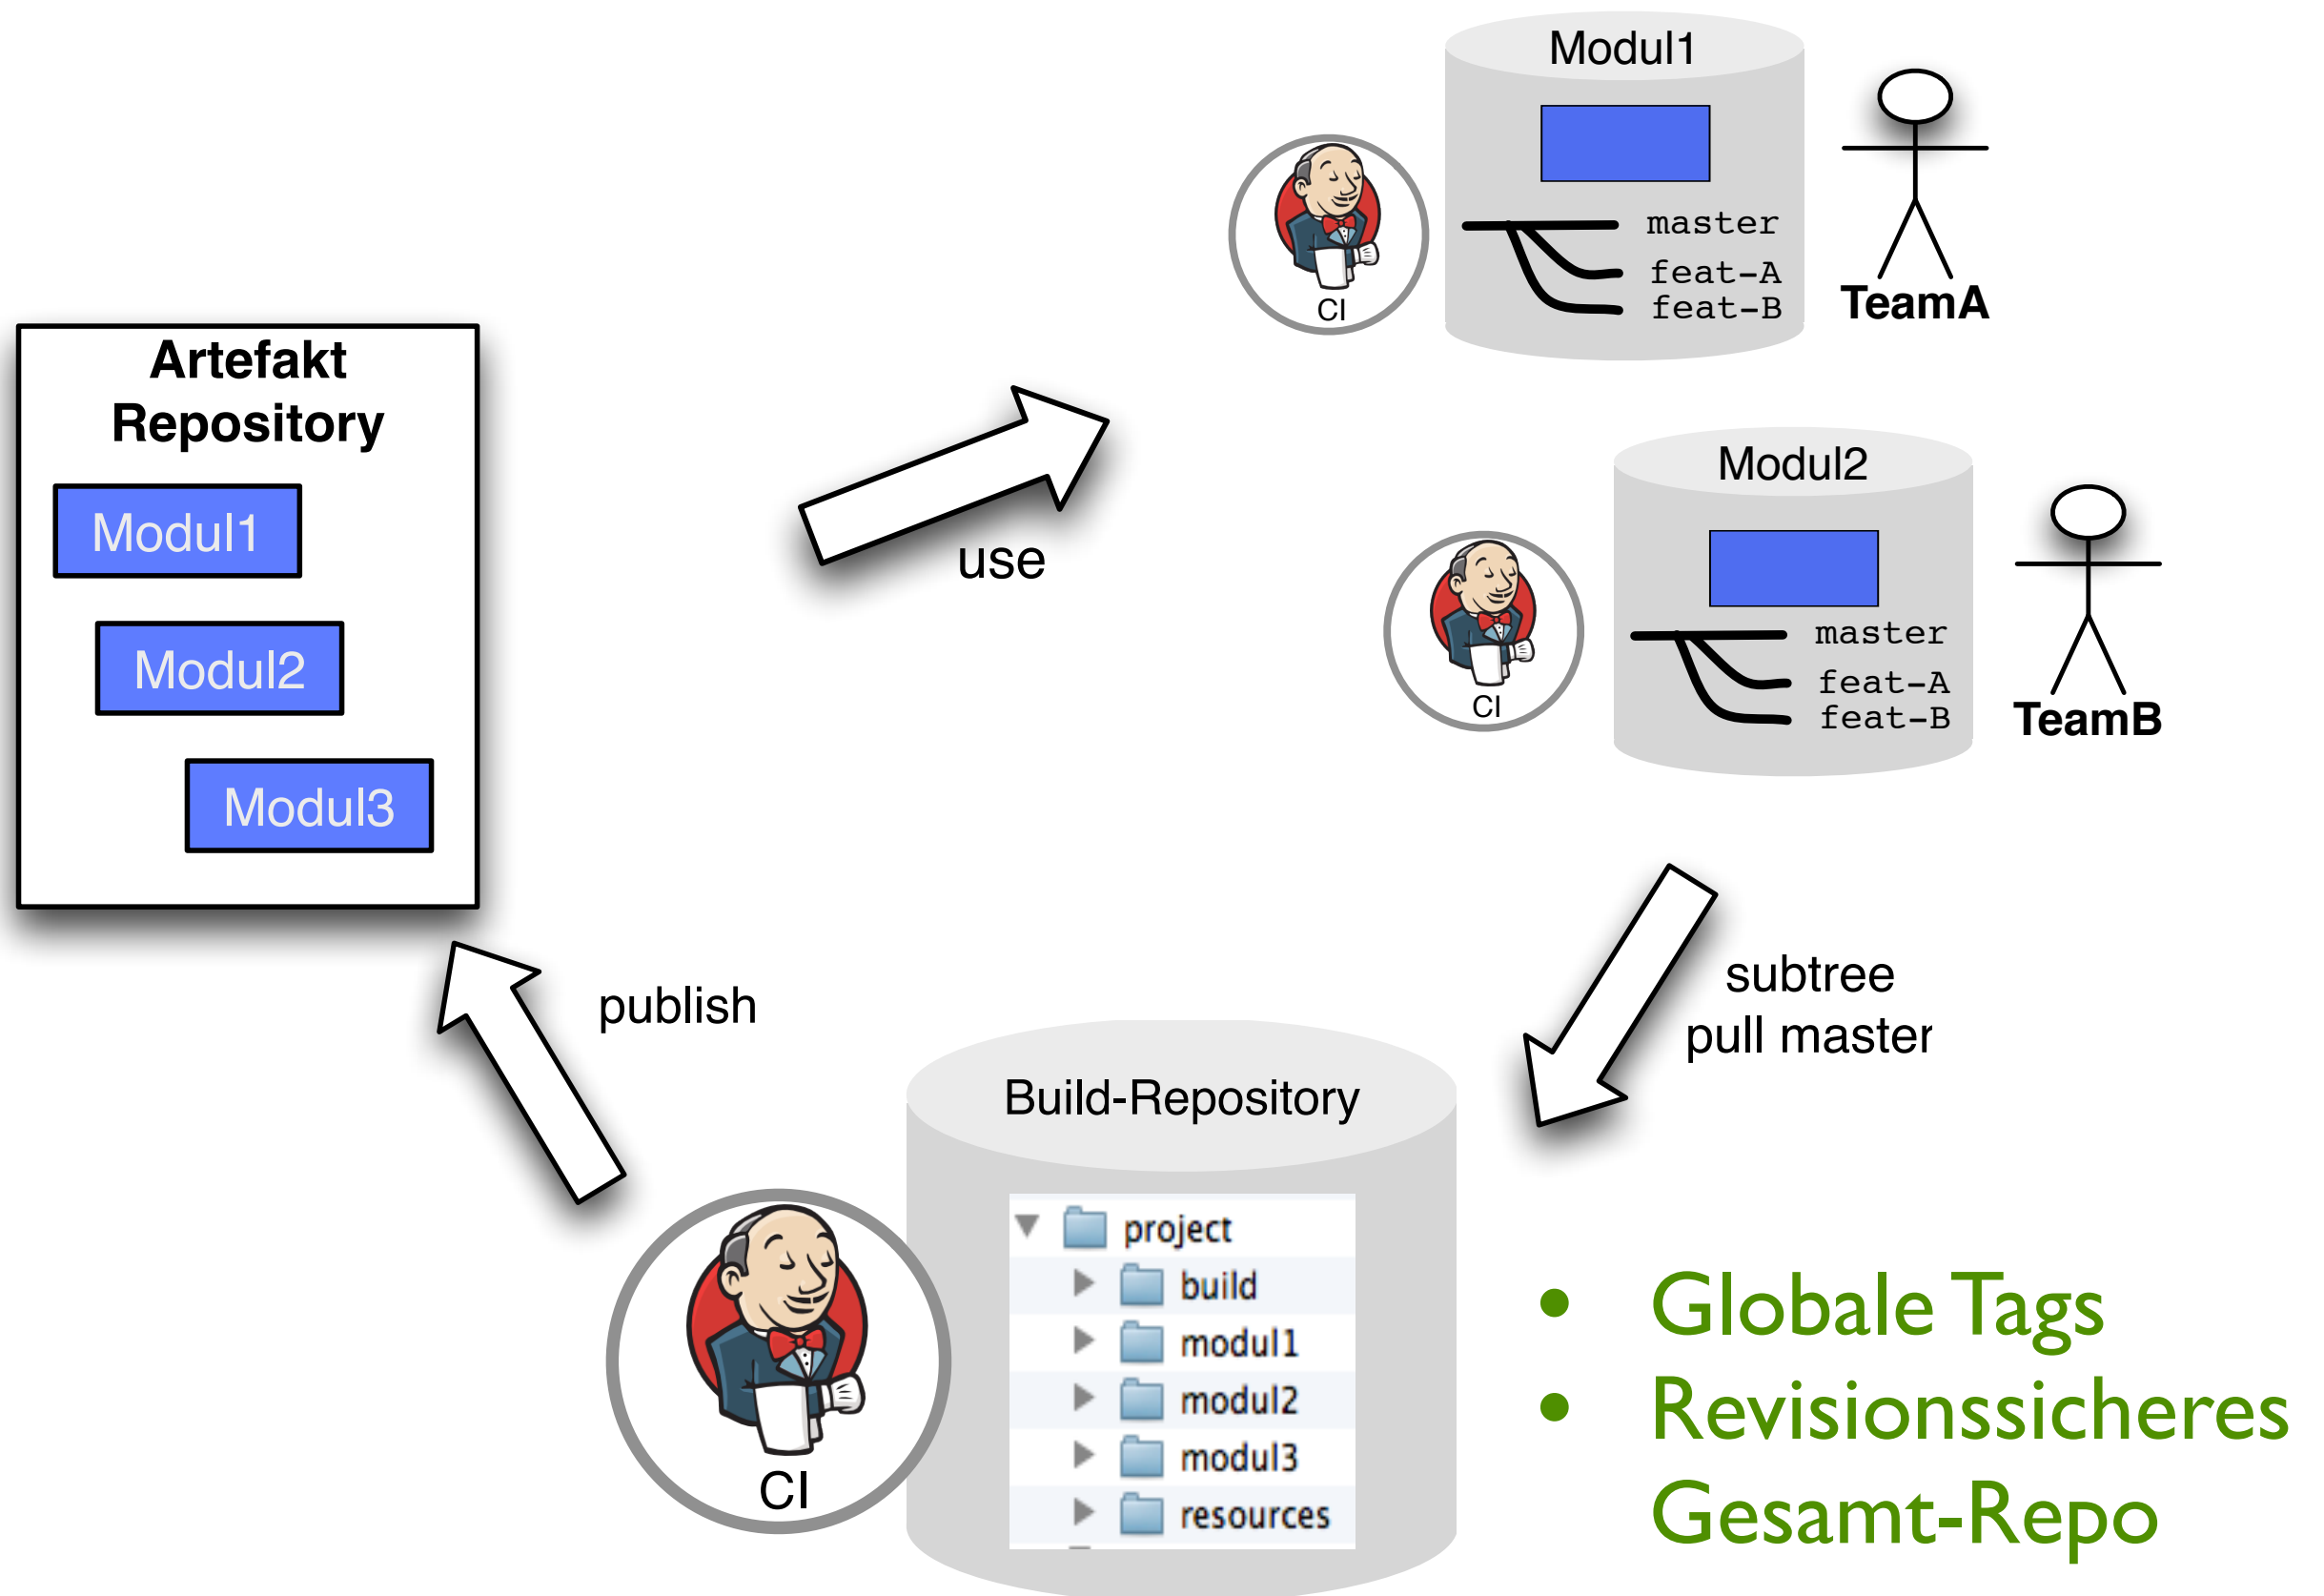 Modul1
master
feat-A
feat-B
CI
TeamA
Artefakt
Repository
Modul1
Modul2
Modul3
use
Modul2
master
feat-A
feat-B
CI
TeamB
subtree
pull master
publish
Build-Repository
project
build
modul1
modul2
modul3
resources
CI
• Globale Tags
• Revisionssicheres
Gesamt-Repo